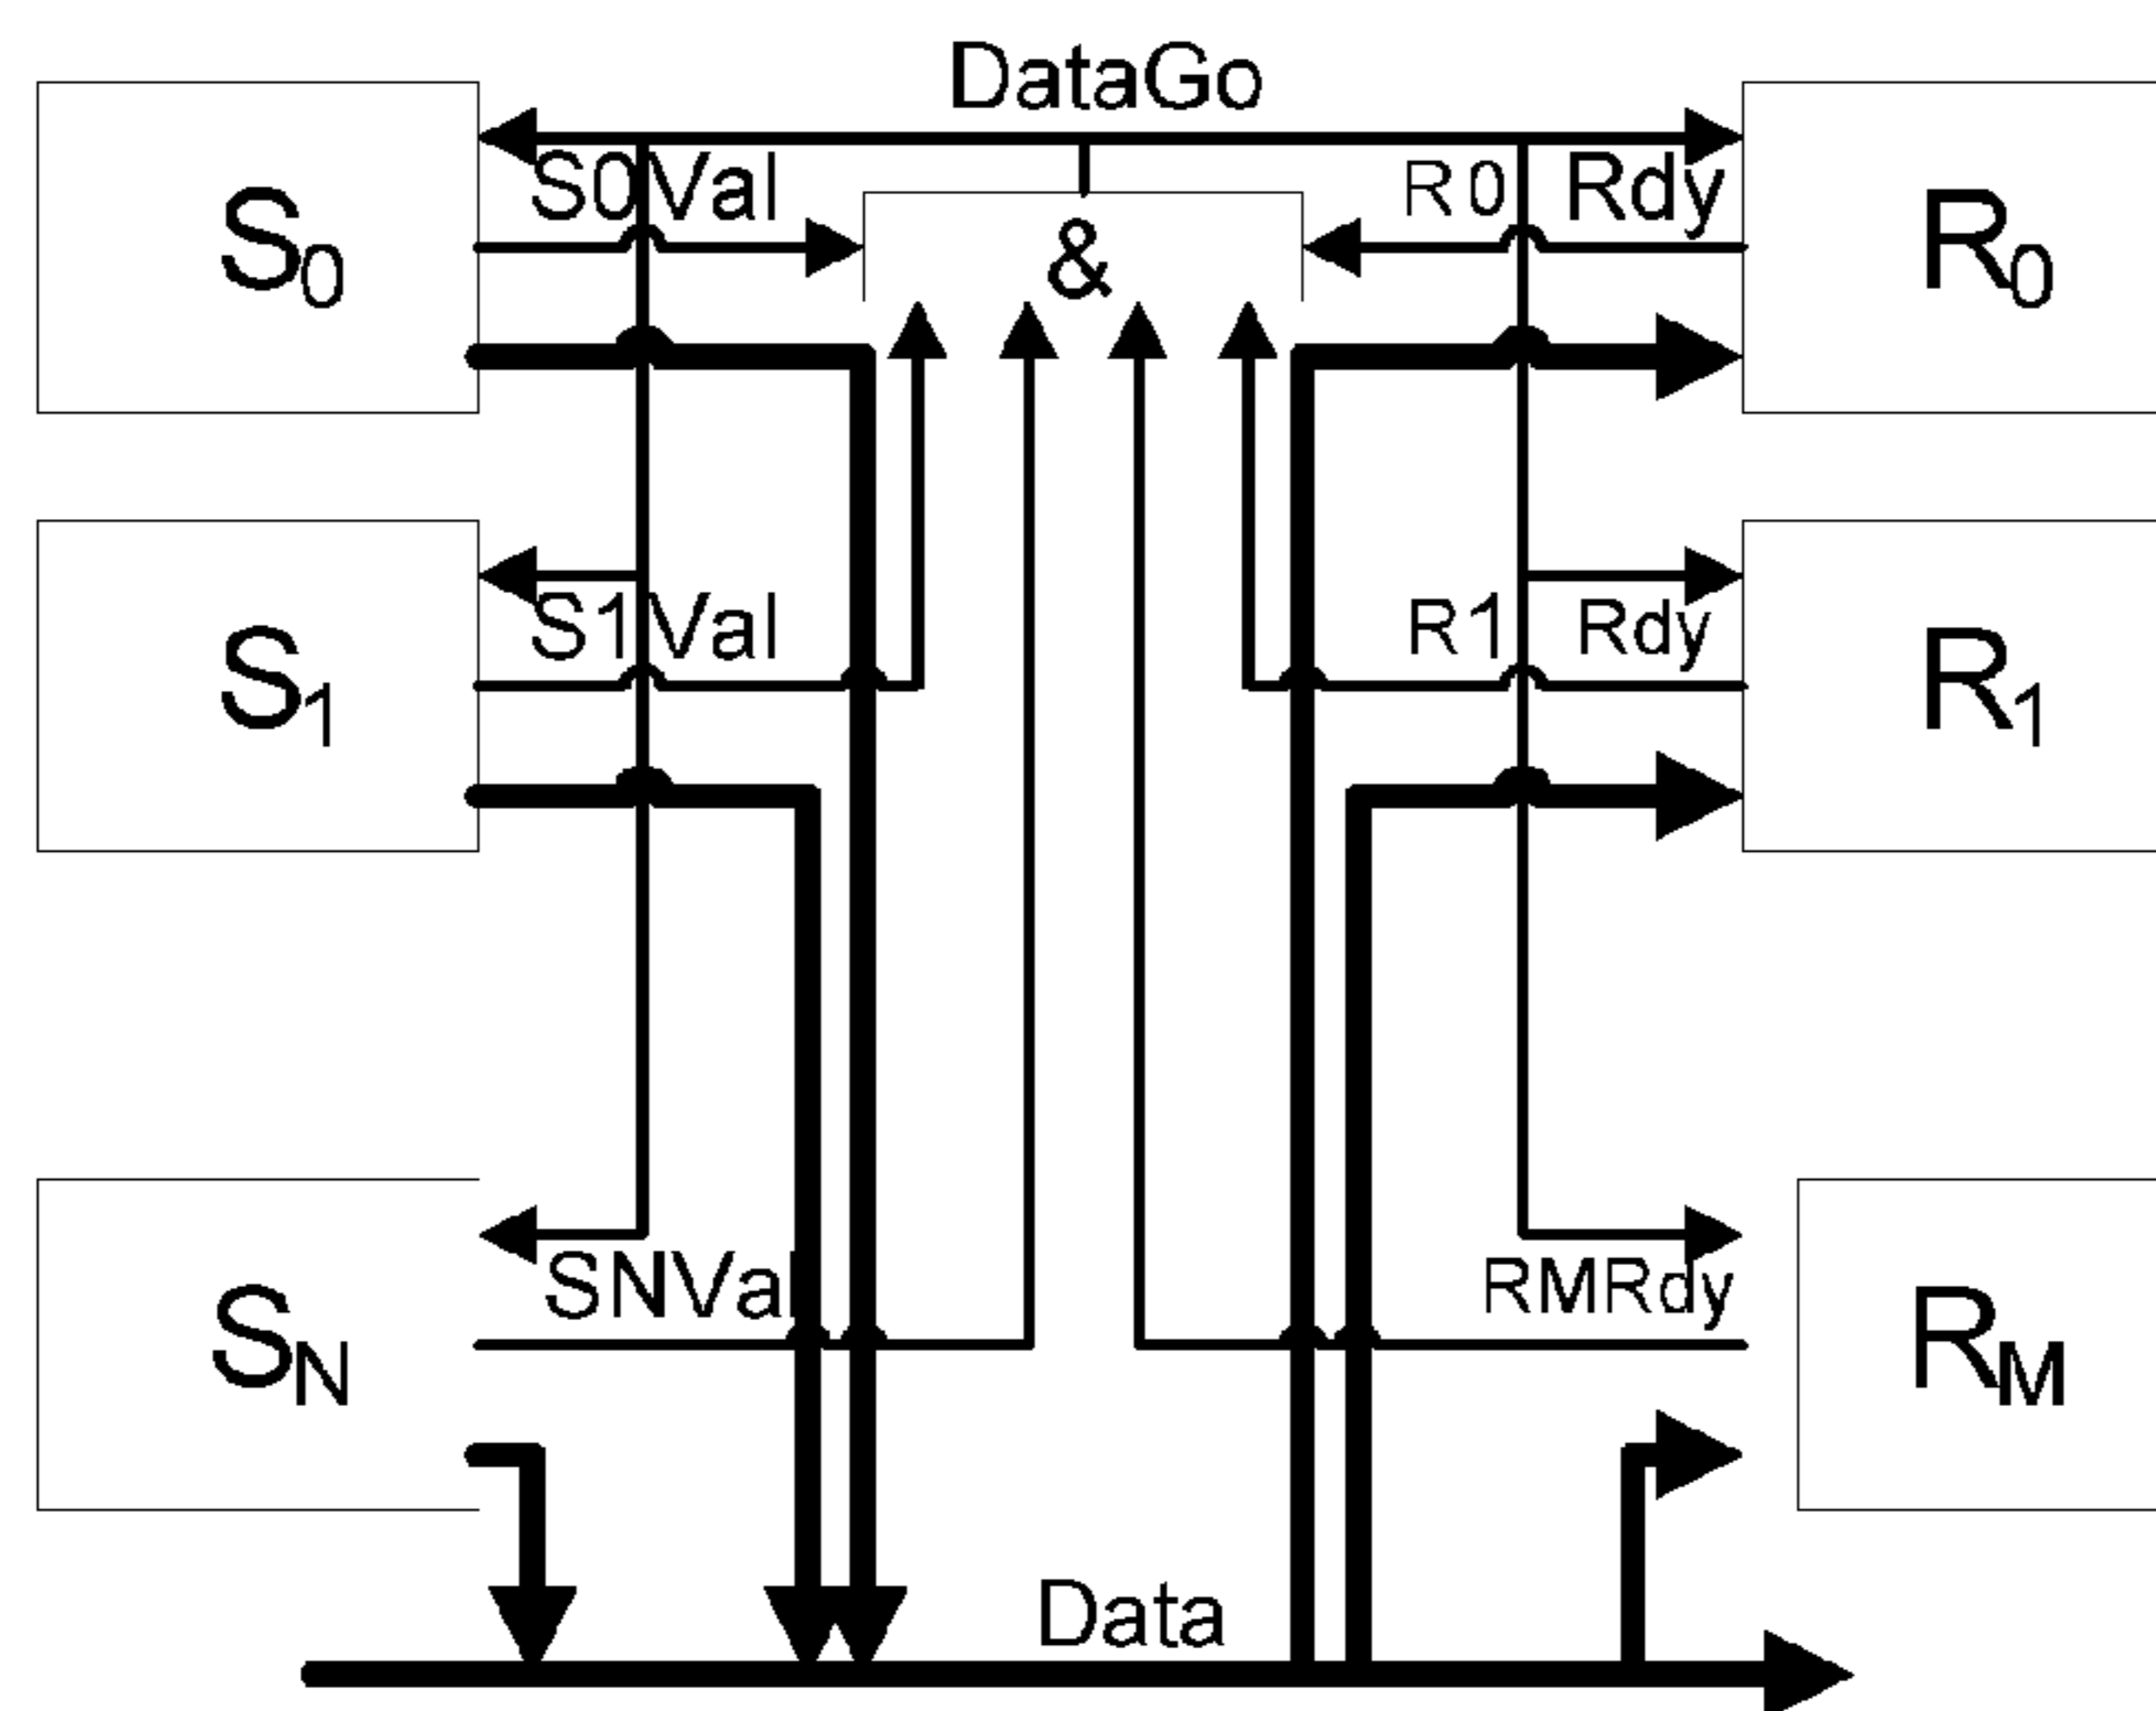 DataGo
S0Val
R0 Rdy
S0
&
R0
S1Val
R1 Rdy
S1
R1
SNVal
RMRdy
SN
RM
Data